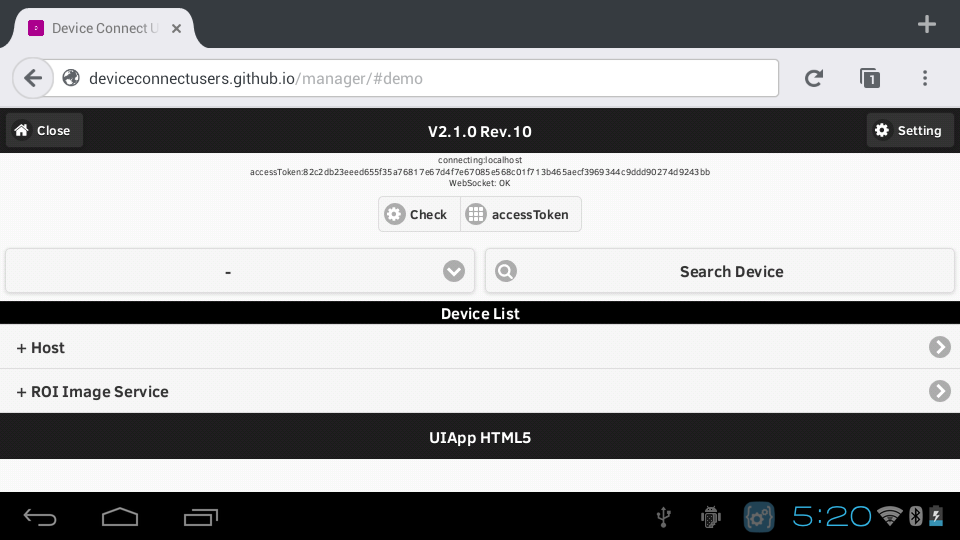 Device Connect U
deviceconnectusers.github.io/manager/#demo
1
Close
V2.1.0 Rev.10
Setting
connecting:localhost
accessToken:82c2db23eeed655f35a76817e67d4f7e67085e568c01f713b465aecf3969344c9ddd90274d9243bb
WebSocket: OK
Check
accessToken
-
Search Device
Device List
+ Host
+ ROI Image Service
UIApp HTML5
5:20